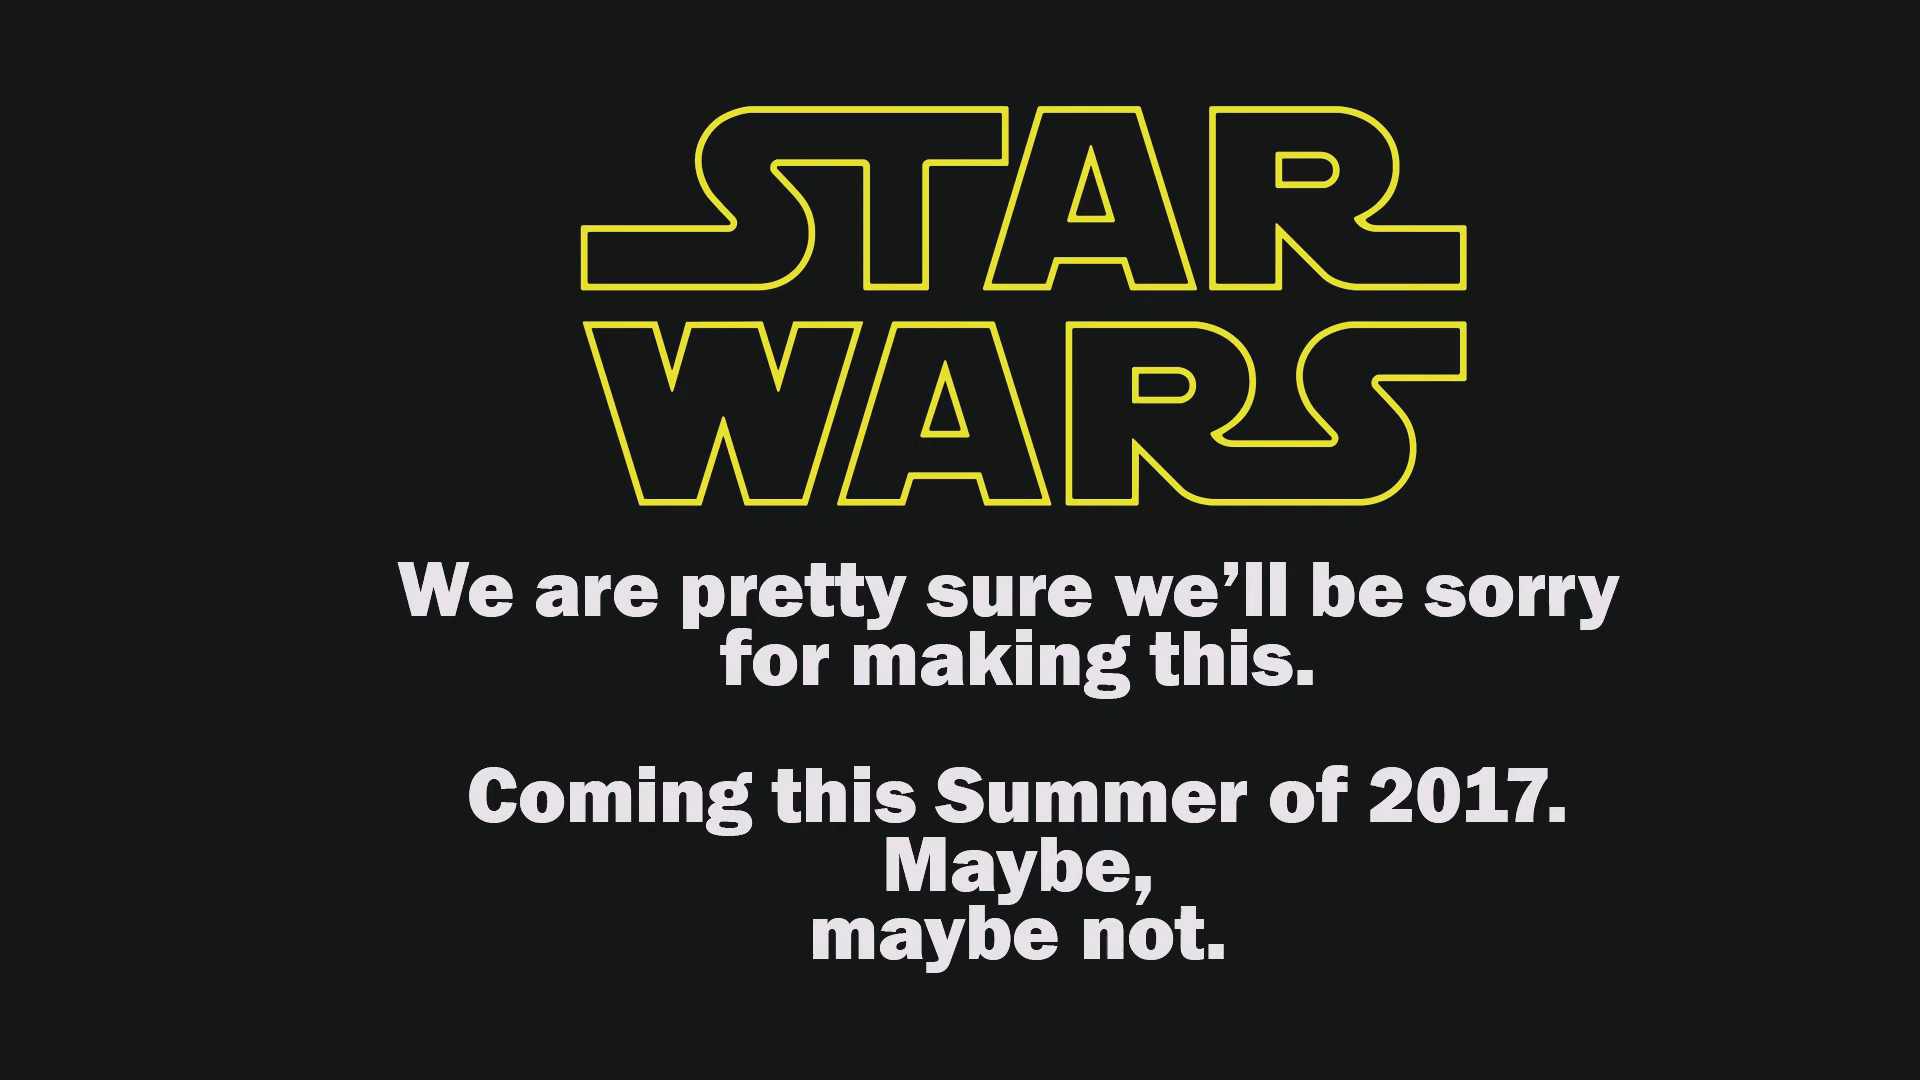 STAR
WARS
We are pretty sure we’ll be sorry
for making this.
Coming this Summer of 2017.
Maybe,
maybe not.